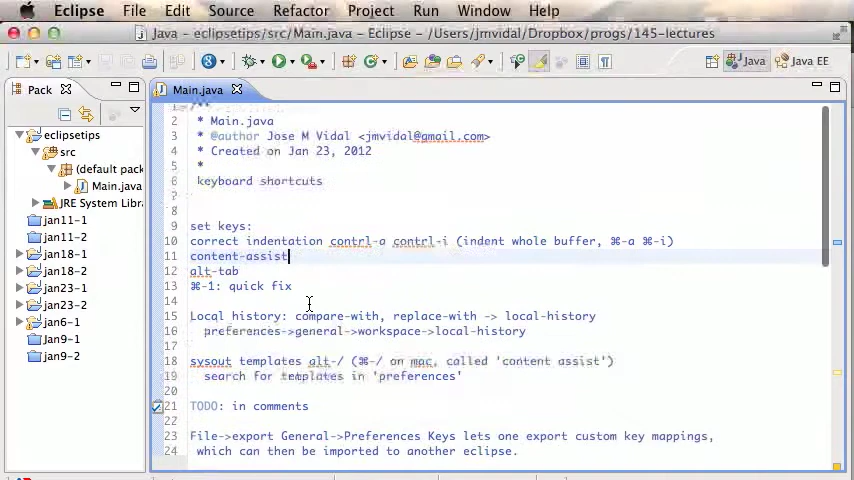 Eclipse File Edit Source Refactor Project Run Window Help
Java - eclipsetips/src/Main.java - Eclipse - /Users/jmvidal/Dropbox/progs/145-lectures
Java Java EE
Pack
Main.java
eclipsetips
src
(default pack
Main.java
JRE System Libra
jan11-1
jan11-2
jan18-1
jan18-2
jan23-1
jan23-2
jan6-1
Jan9-1
jan9-2
/**
2 * Main.java
3 * @author Jose M Vidal <jmvidal@gmail.com>
4 * Created on Jan 23, 2012
5 *
6 keyboard shortcuts
7
8
9 set keys:
10 correct indentation contrl-a contrl-i (indent whole buffer, ⌘-a ⌘-i)
11 content-assist
12 alt-tab
13 ⌘-1: quick fix
14
15 Local history: compare-with, replace-with -> local-history
16 preferences->general->workspace->local-history
17
18 sysout templates alt-/ (⌘-/ on mac, called 'content assist')
19 search for templates in 'preferences'
20
21 TODO: in comments
22
23 File->export General->Preferences Keys lets one export custom key mappings,
24 which can then be imported to another eclipse.